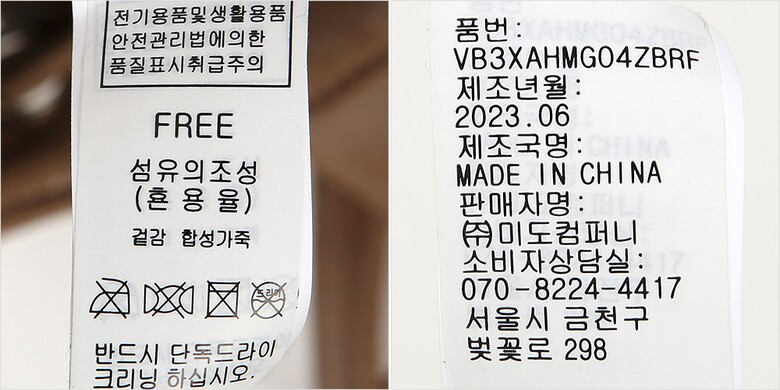 전기용품및생활용품
안전관리법에의한
품질표시취급주의
FREE
섬유의조성
(혼 용 율)
겉감 합성가죽
드라이
반드시 단독드라이
크리닝 하십시오.
품번:
VB3XAHMG04ZBRF
제조년월:
2023.06
제조국명:
MADE IN CHINA
판매자명:
㈜미도컴퍼니
소비자상담실:
070-8224-4417
서울시 금천구
벚꽃로 298